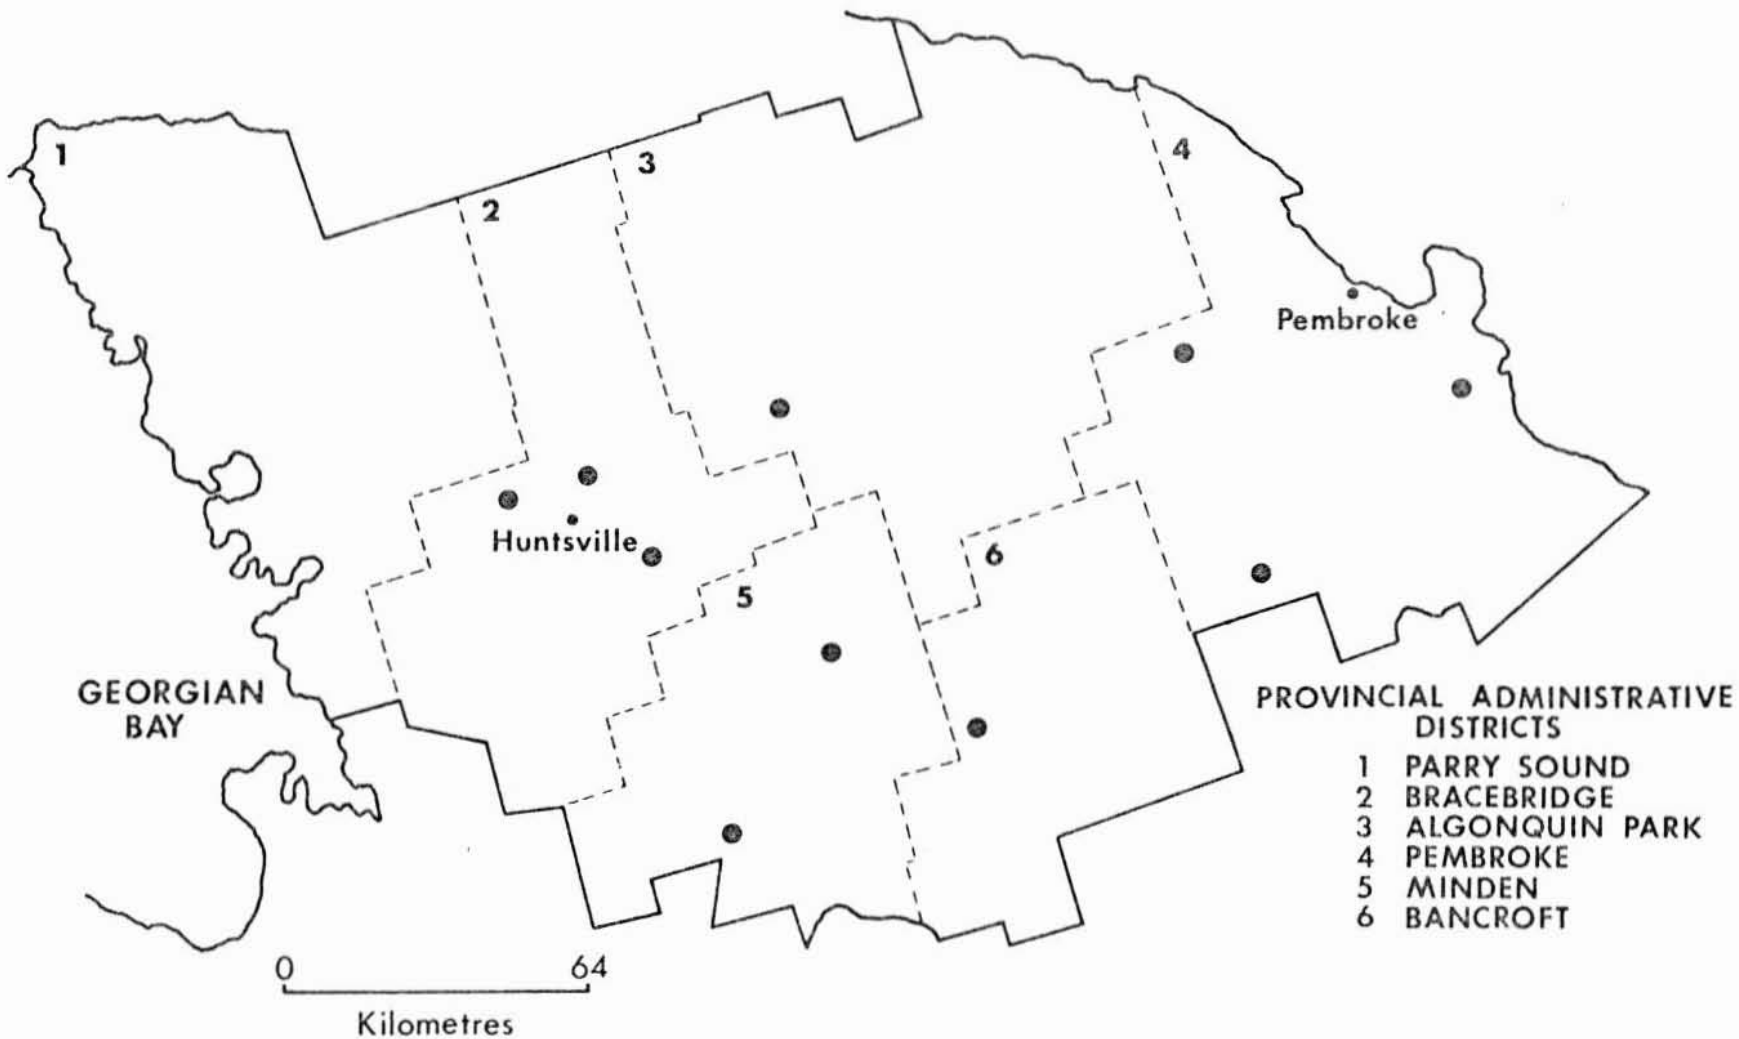 1
2
3
4
Pembroke
Huntsville
6
5
GEORGIAN
BAY
PROVINCIAL ADMINISTRATIVE
DISTRICTS
1 PARRY SOUND
2 BRACEBRIDGE
3 ALGONQUIN PARK
4 PEMBROKE
5 MINDEN
6 BANCROFT
0 64
Kilometres